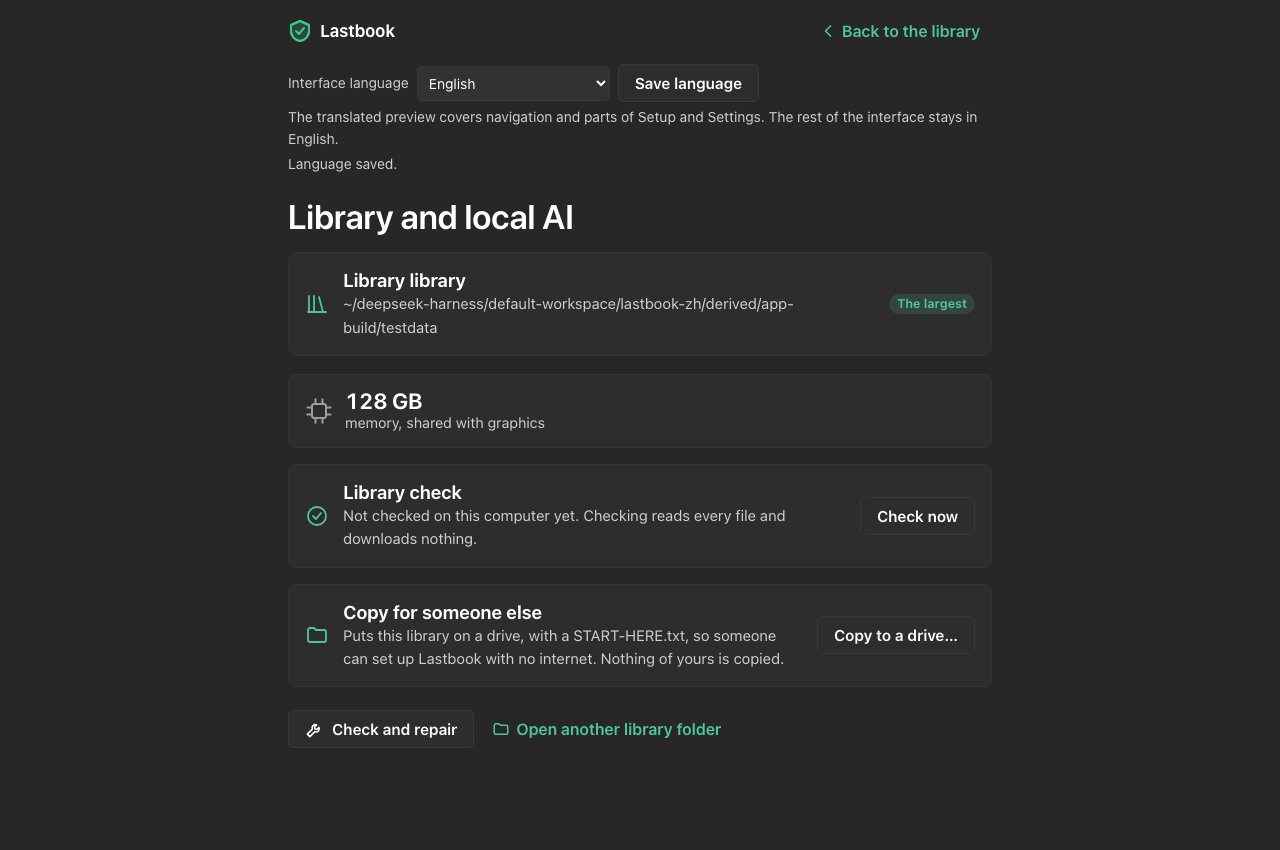 Lastbook
Back to the library
Interface language
English
Save language
The translated preview covers navigation and parts of Setup and Settings. The rest of the interface stays in
English.
Language saved.
Library and local AI
Library library
~/deepseek-harness/default-workspace/lastbook-zh/derived/app-
build/testdata
The largest
128 GB
memory, shared with graphics
Library check
Not checked on this computer yet. Checking reads every file and
downloads nothing.
Check now
Copy for someone else
Puts this library on a drive, with a START-HERE.txt, so someone
can set up Lastbook with no internet. Nothing of yours is copied.
Copy to a drive...
Check and repair
Open another library folder